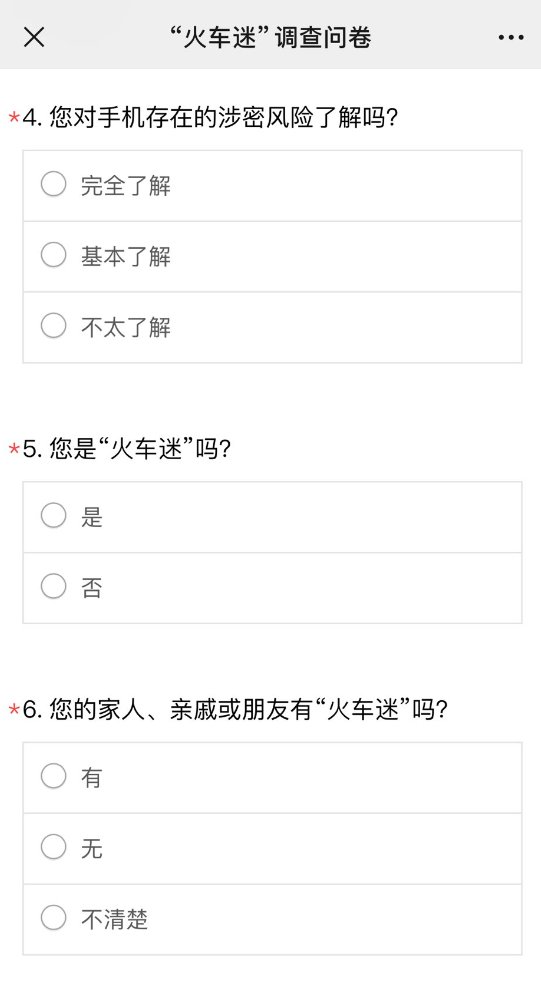 “火车迷” 调查问卷
*4. 您对手机存在的涉密风险了解吗?
完全了解
基本了解
不太了解
*5. 您是“火车迷”吗?
是
否
*6. 您的家人、亲戚或朋友有“火车迷”吗?
有
无
不清楚